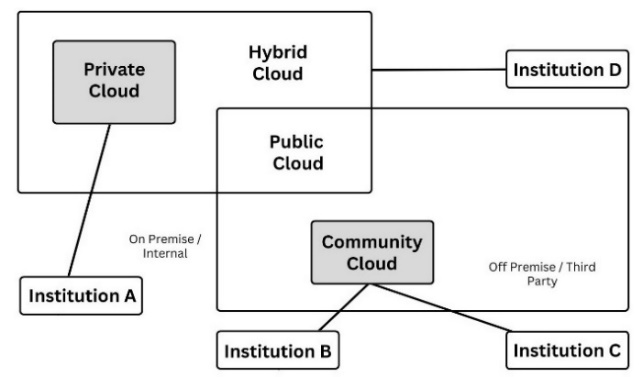 Hybrid
Cloud
Private
Cloud
Institution D
Public
Cloud
On Premise /
Internal
Community
Cloud
Off Premise / Third
Party
Institution A
Institution B
Institution C